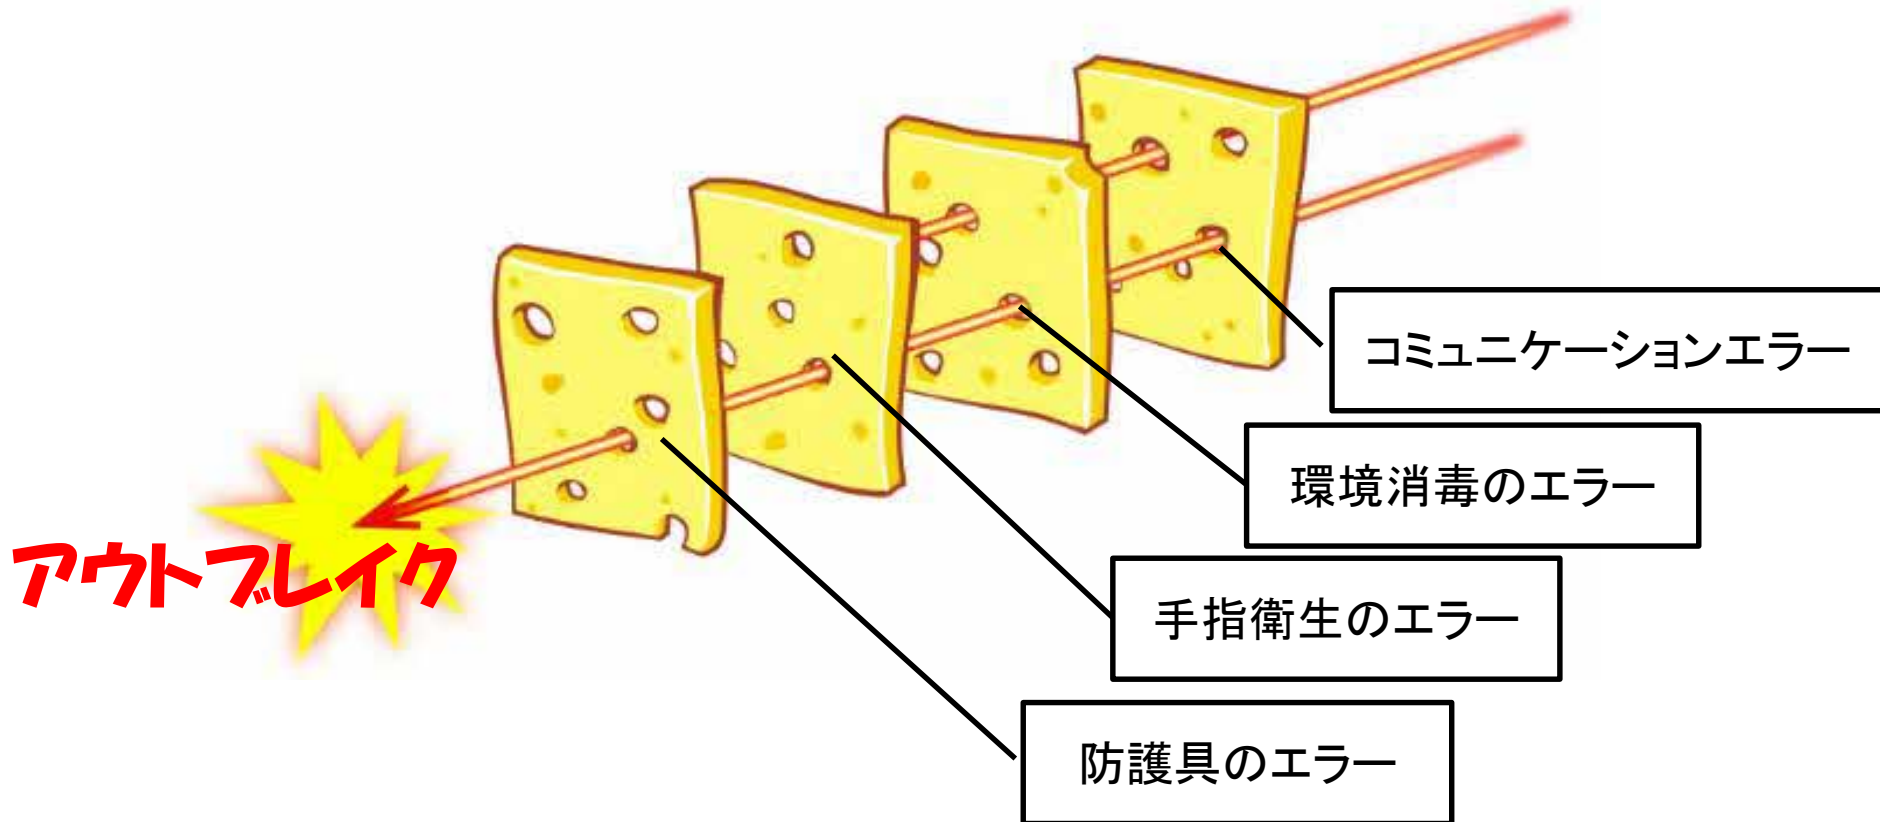 コミュニケーションエラー
環境消毒のエラー
アウトブレイク
手指衛生のエラー
防護具のエラー